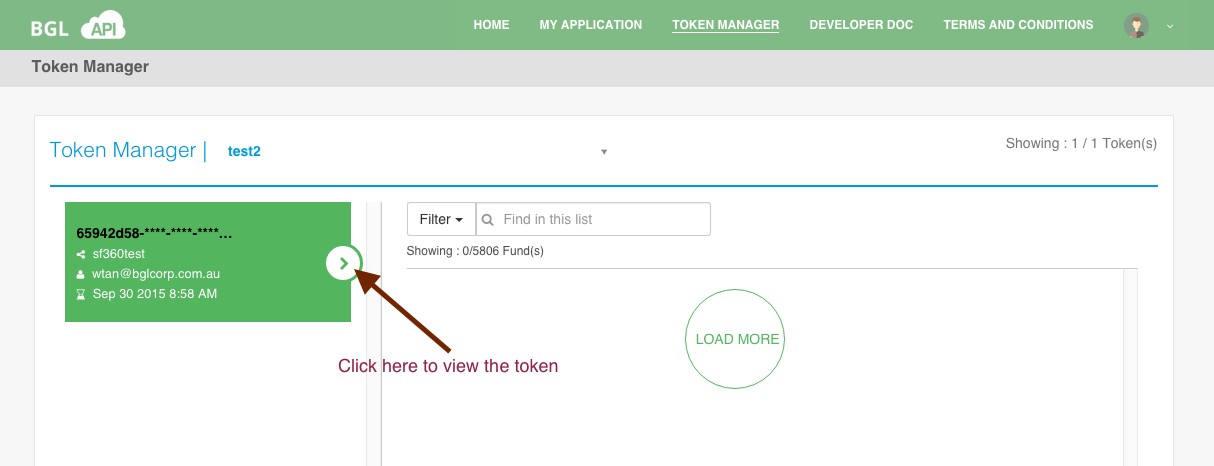 BGL API
HOME MY APPLICATION TOKEN MANAGER DEVELOPER DOC TERMS AND CONDITIONS
Token Manager
Token Manager | test2
Showing : 1 / 1 Token(s)
65942d58-****-****-****...
sf360test
wtan@bglcorp.com.au
Sep 30 2015 8:58 AM
Filter Find in this list
Showing : 0/5806 Fund(s)
LOAD MORE
Click here to view the token